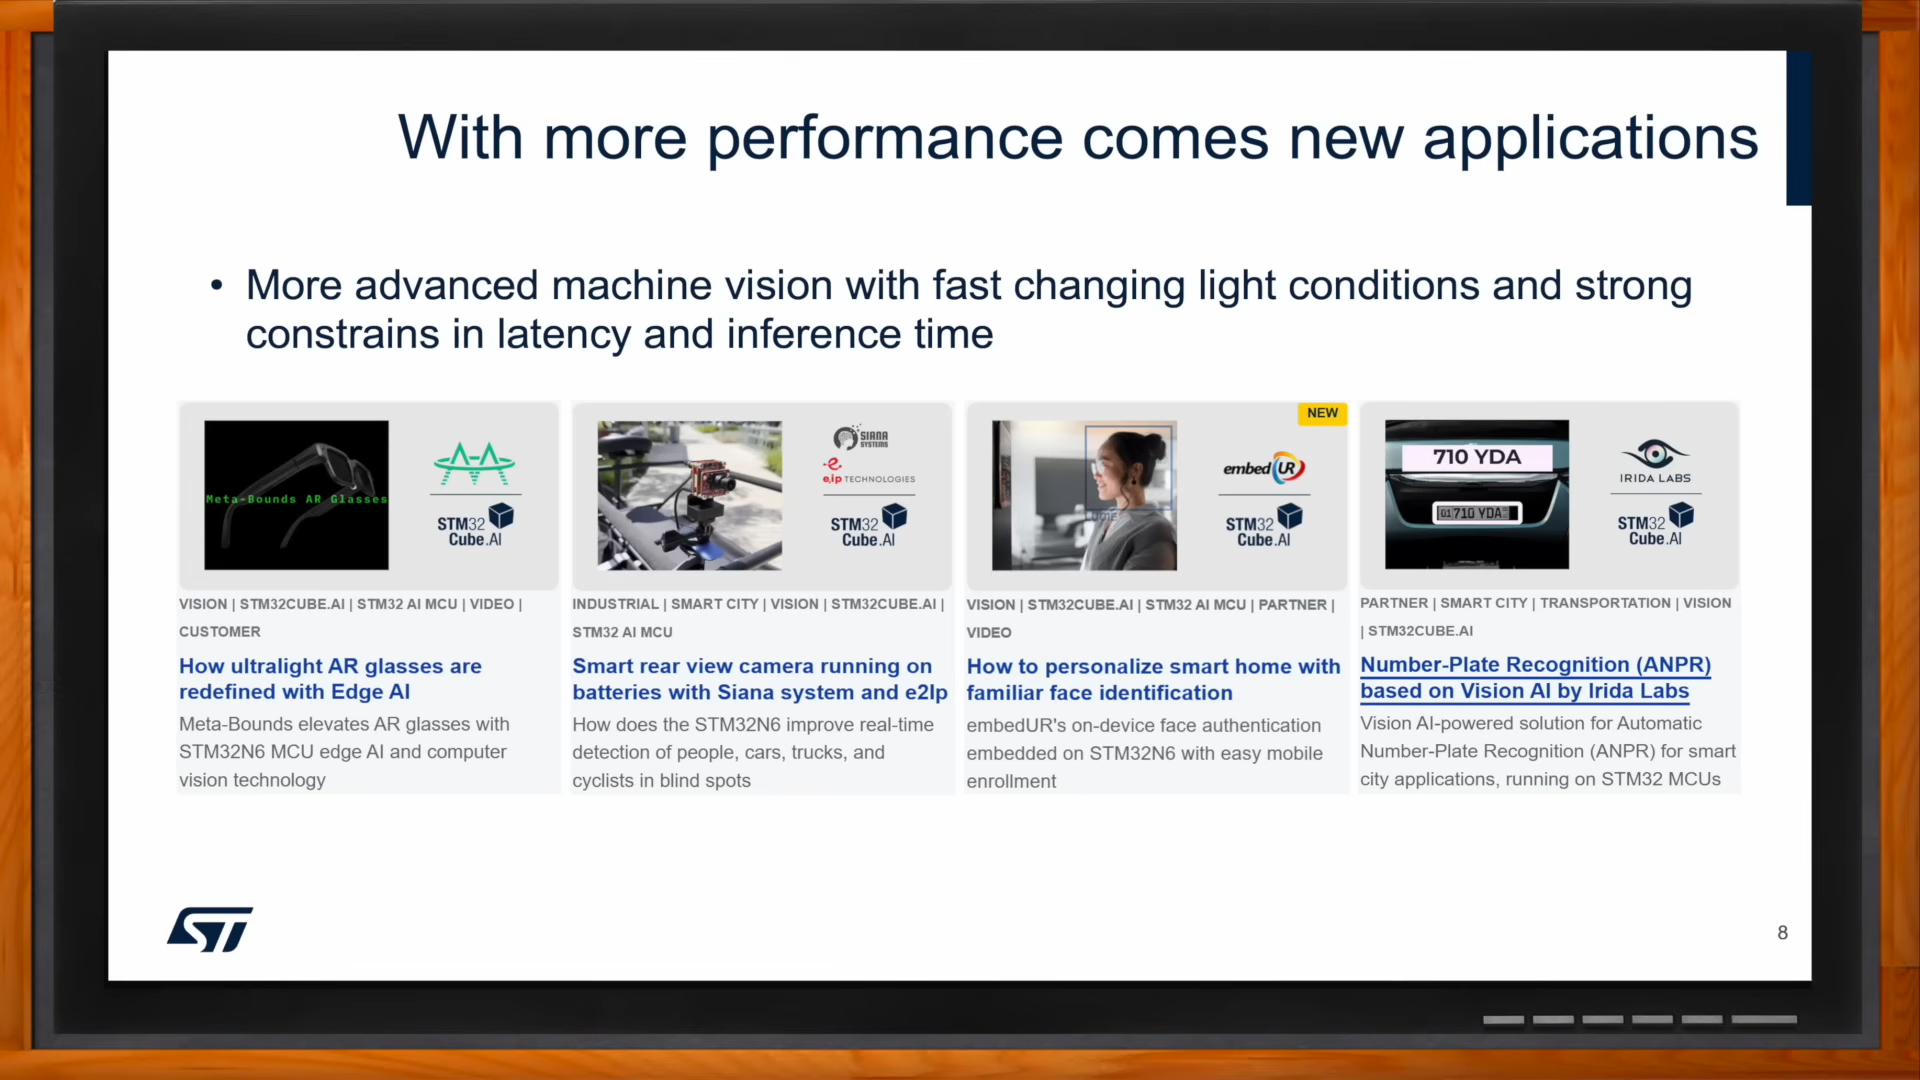 With more performance comes new applications
• More advanced machine vision with fast changing light conditions and strong
constrains in latency and inference time
Meta-Bounds AR Glasses
STM32
Cube.AI
VISION | STM32CUBE.AI | STM32 AI MCU | VIDEO |
CUSTOMER
How ultralight AR glasses are
redefined with Edge AI
Meta-Bounds elevates AR glasses with
STM32N6 MCU edge AI and computer
vision technology
SIANA
SYSTEMS
e
e2ip TECHNOLOGIES
STM32
Cube.AI
INDUSTRIAL | SMART CITY | VISION | STM32CUBE.AI |
STM32 AI MCU
Smart rear view camera running on
batteries with Siana system and e2Ip
How does the STM32N6 improve real-time
detection of people, cars, trucks, and
cyclists in blind spots
NEW
embedUR
STM32
Cube.AI
VISION | STM32CUBE.AI | STM32 AI MCU | PARTNER |
VIDEO
How to personalize smart home with
familiar face identification
embedUR's on-device face authentication
embedded on STM32N6 with easy mobile
enrollment
710 YDA
01 710 YDA
IRIDA LABS
STM32
Cube.AI
PARTNER | SMART CITY | TRANSPORTATION | VISION
| STM32CUBE.AI
Number-Plate Recognition (ANPR)
based on Vision AI by Irida Labs
Vision AI-powered solution for Automatic
Number-Plate Recognition (ANPR) for smart
city applications, running on STM32 MCUs
ST
8